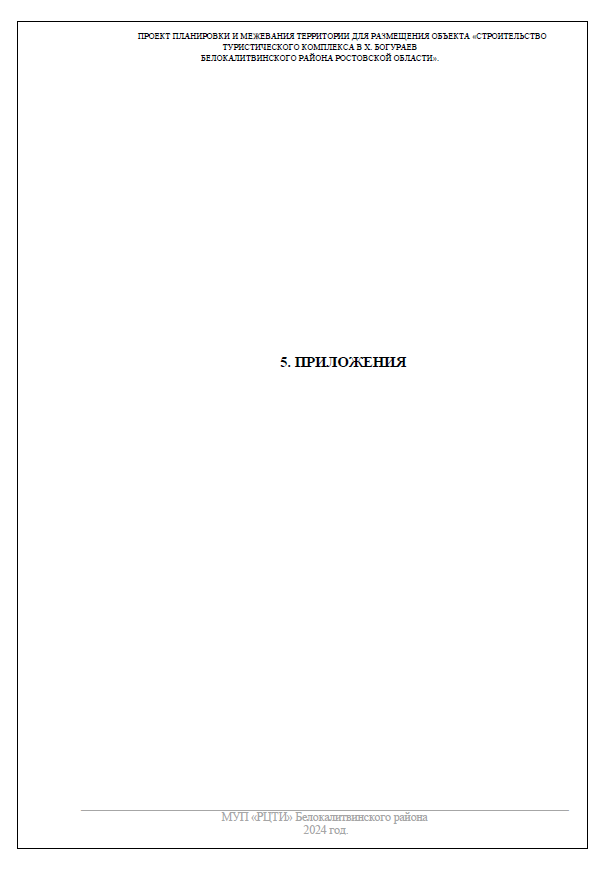 ПРОЕКТ ПЛАНИРОВКИ И МЕЖЕВАНИЯ ТЕРРИТОРИИ ДЛЯ РАЗМЕЩЕНИЯ ОБЪЕКТА «СТРОИТЕЛЬСТВО
ТУРИСТИЧЕСКОГО КОМПЛЕКСА В Х. БОГУРАЕВ
БЕЛОКАЛИТВИНСКОГО РАЙОНА РОСТОВСКОЙ ОБЛАСТИ».
5. ПРИЛОЖЕНИЯ
МУП «РЦТИ» Белокалитвинского района
2024 год.